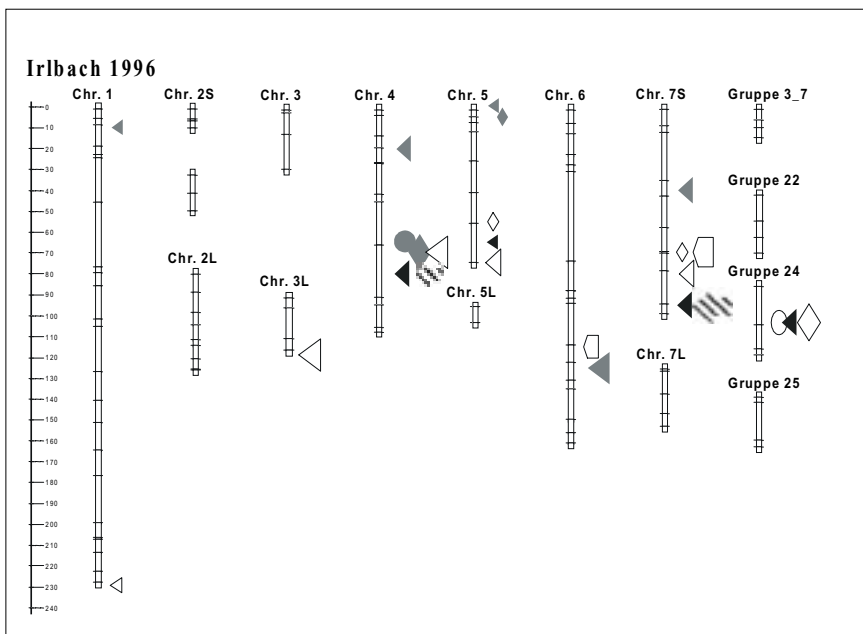 Irlbach 1996
Chr. 1 Chr. 2S Chr. 3 Chr. 4 Chr. 5 Chr. 6 Chr. 7S Gruppe 3_7
Gruppe 22
Chr. 2L
Chr. 3L
Chr. 5L
Gruppe 24
Chr. 7L
Gruppe 25
0
10
20
30
40
50
60
70
80
90
100
110
120
130
140
150
160
170
180
190
200
210
220
230
240